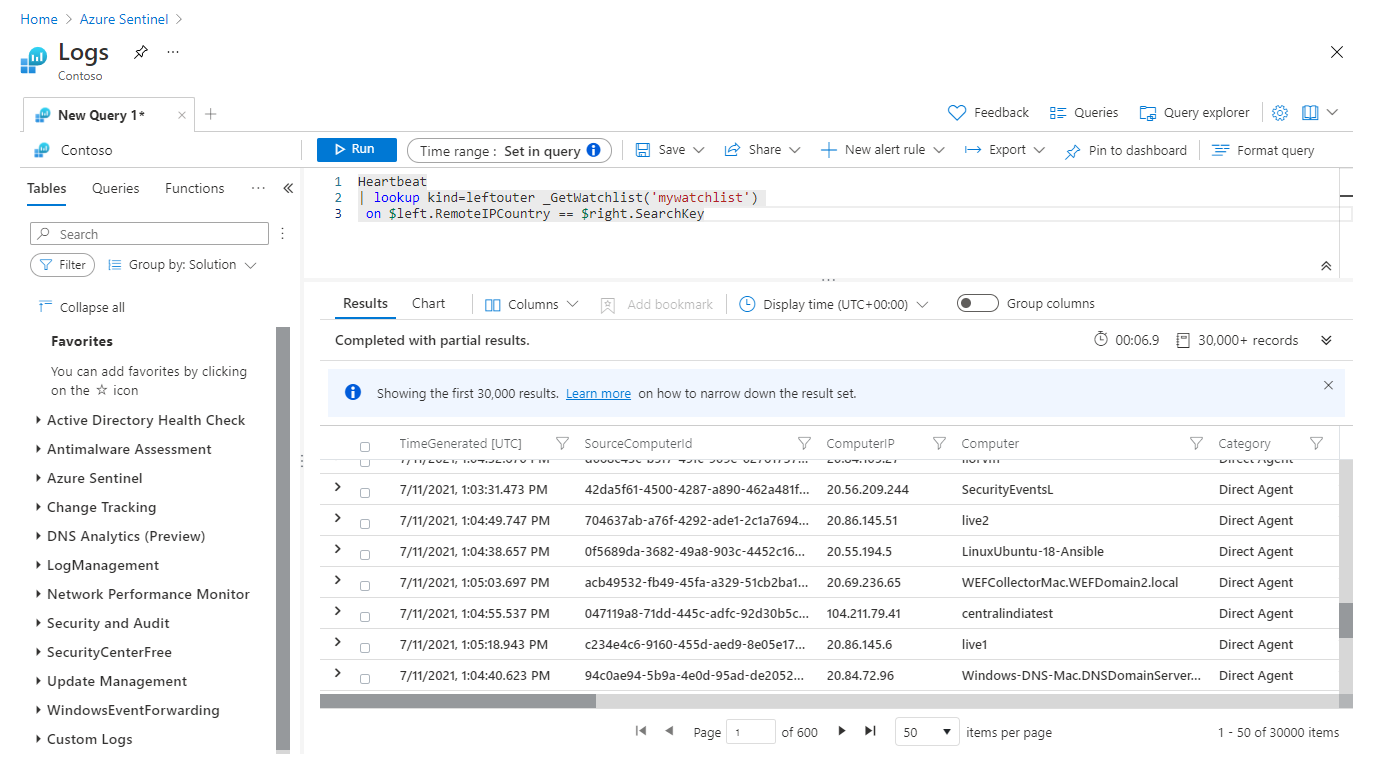 Home > Azure Sentinel >
Logs
Contoso
New Query 1*
Feedback
Queries
Query explorer
Contoso
Run
Time range : Set in query
Save
Share
New alert rule
Export
Pin to dashboard
Format query
Tables
Queries
Functions
Search
Filter
Group by: Solution
Collapse all
Favorites
You can add favorites by clicking
on the ☆ icon
Active Directory Health Check
Antimalware Assessment
Azure Sentinel
Change Tracking
DNS Analytics (Preview)
LogManagement
Network Performance Monitor
Security and Audit
SecurityCenterFree
Update Management
WindowsEventForwarding
Custom Logs
1 Heartbeat
2 | lookup kind=leftouter _GetWatchlist('mywatchlist')
3 on $left.RemoteIPCountry == $right.SearchKey
Results
Chart
Columns
Add bookmark
Display time (UTC+00:00)
Group columns
Completed with partial results.
00:06.9
30,000+ records
Showing the first 30,000 results. Learn more on how to narrow down the result set.
TimeGenerated [UTC] SourceComputerId ComputerIP Computer Category
7/11/2021, 1:03:31.473 PM 42da5f61-4500-4287-a890-462a481f... 20.56.209.244 SecurityEventsL Direct Agent
7/11/2021, 1:04:49.747 PM 704637ab-a76f-4292-ade1-2c1a7694... 20.86.145.51 live2 Direct Agent
7/11/2021, 1:04:38.657 PM 0f5689da-3682-49a8-903c-4452c16... 20.55.194.5 LinuxUbuntu-18-Ansible Direct Agent
7/11/2021, 1:05:03.697 PM acb49532-fb49-45fa-a329-51cb2ba1... 20.69.236.65 WEFCollectorMac.WEFDomain2.local Direct Agent
7/11/2021, 1:04:55.537 PM 047119a8-71dd-445c-adfc-92d30b5c... 104.211.79.41 centralindiatest Direct Agent
7/11/2021, 1:05:18.943 PM c234e4c6-9160-455d-aed9-8e05e17... 20.86.145.6 live1 Direct Agent
7/11/2021, 1:04:40.623 PM 94c0ae94-5b9a-4e0d-95ad-de2052... 20.84.72.96 Windows-DNS-Mac.DNSDomainServer... Direct Agent
Page 1 of 600
50 items per page
1 - 50 of 30000 items